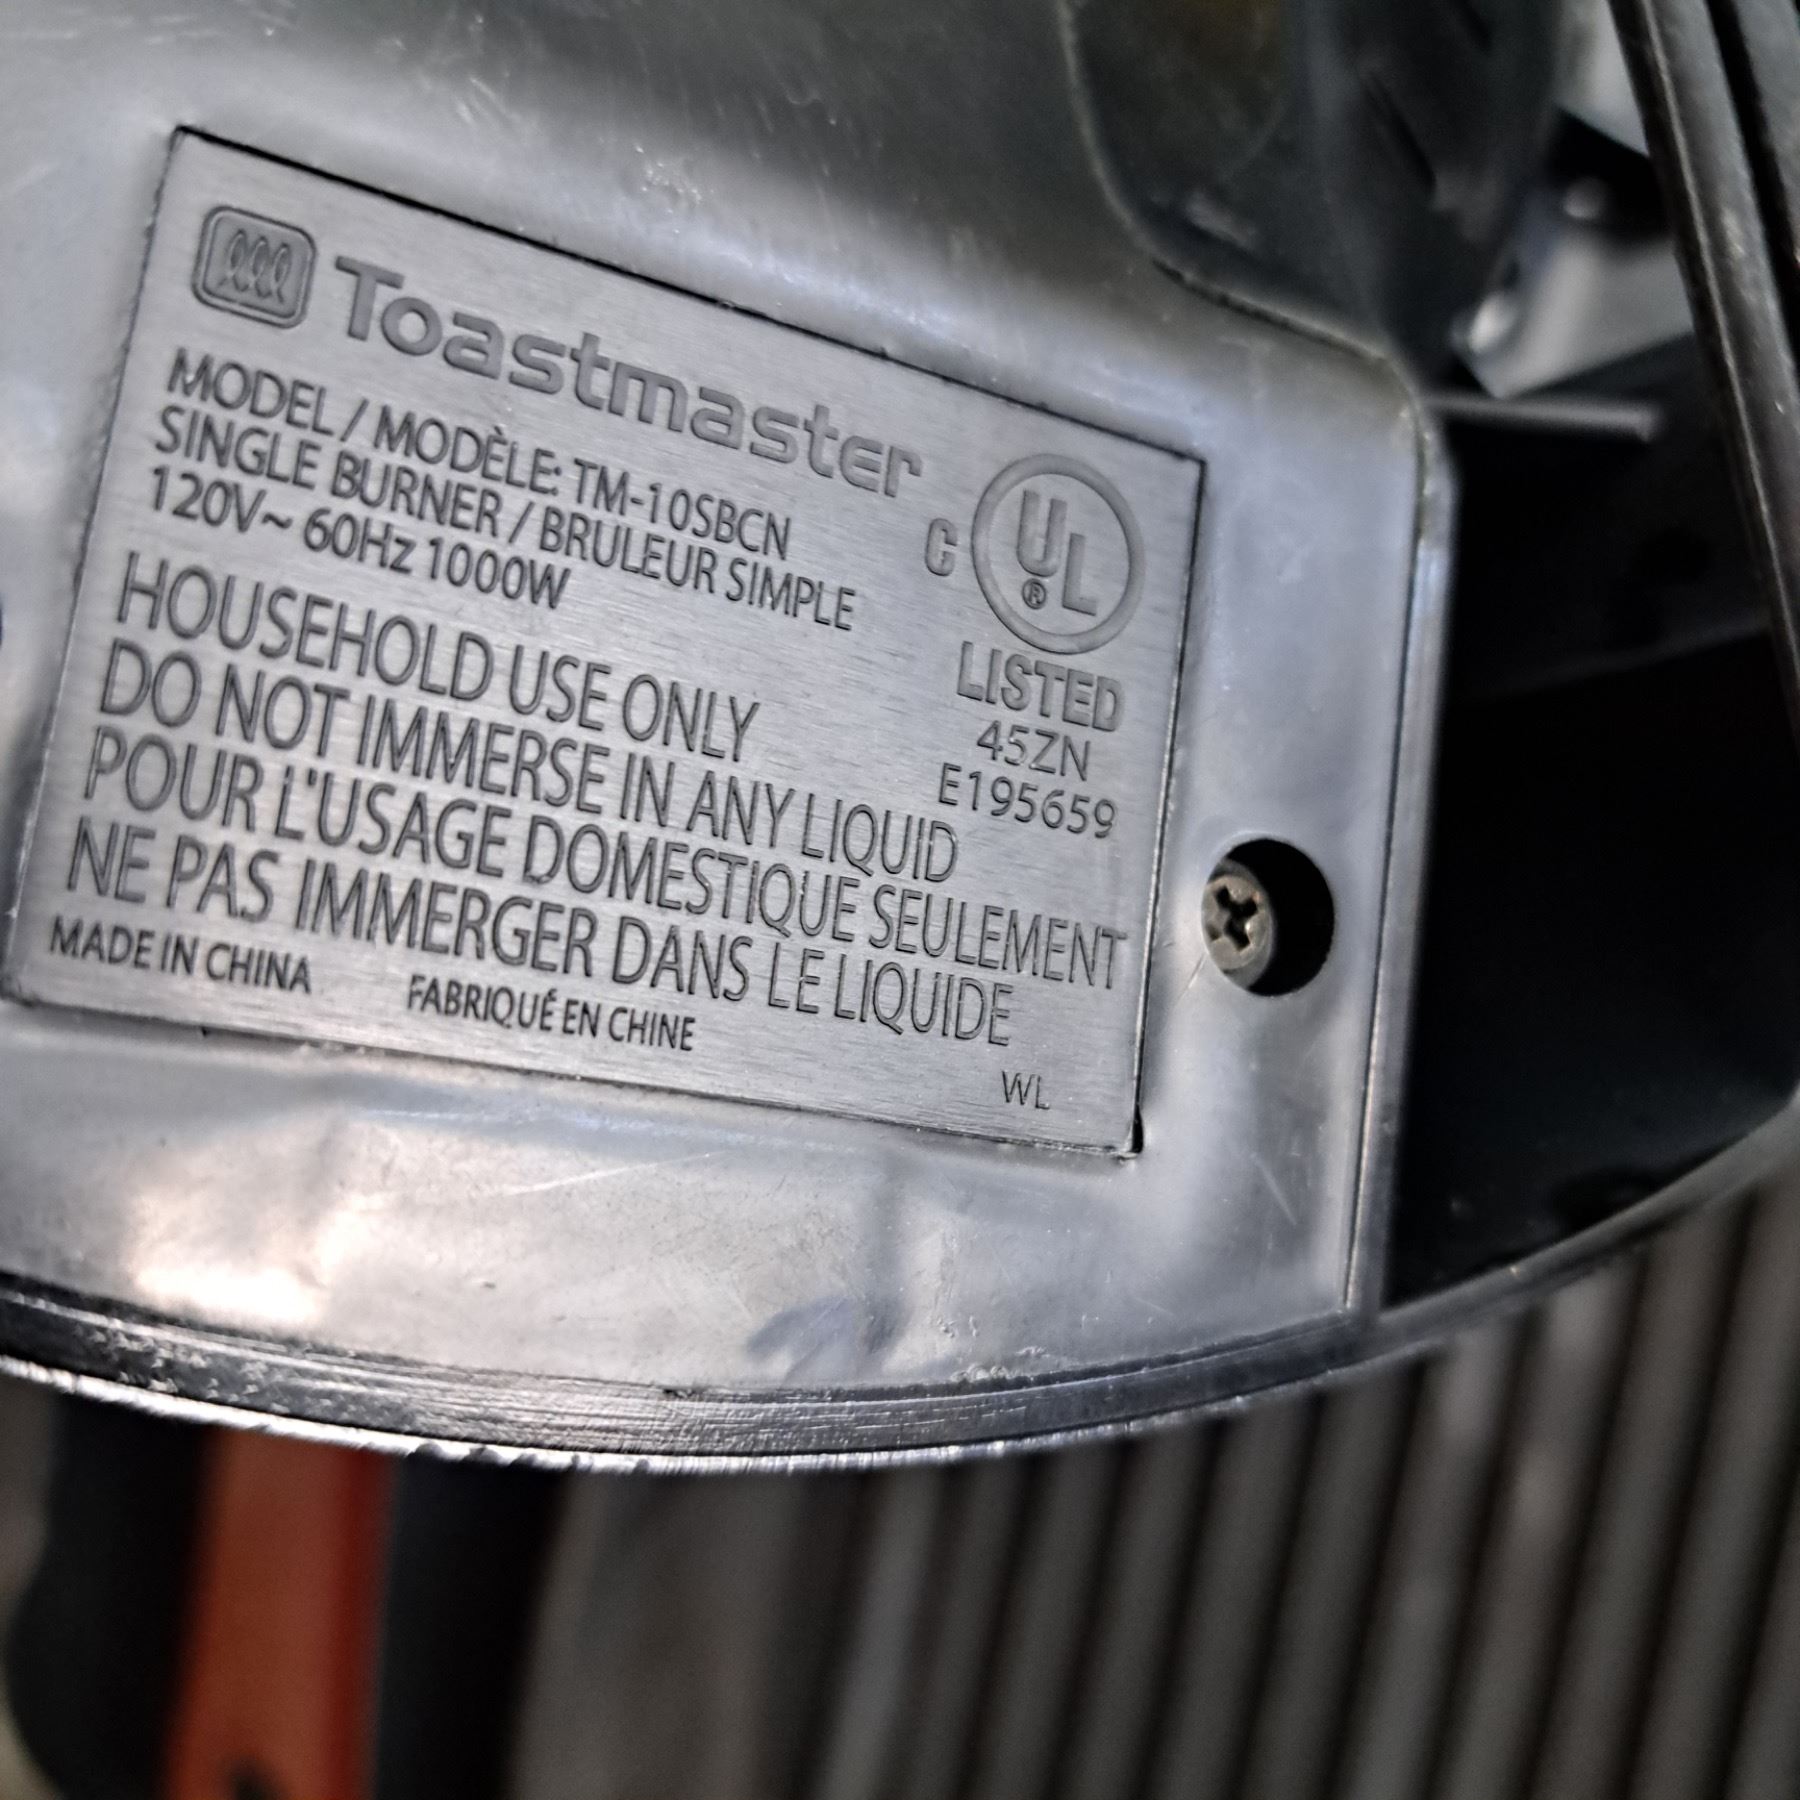 Toastmaster
MODEL / MODÈLE: TM-10SBCN
SINGLE BURNER / BRULEUR SIMPLE
120V~ 60Hz 1000W
C UL ®
LISTED
45ZN
E195659
HOUSEHOLD USE ONLY
DO NOT IMMERSE IN ANY LIQUID
POUR L'USAGE DOMESTIQUE SEULEMENT
NE PAS IMMERGER DANS LE LIQUIDE
MADE IN CHINA FABRIQUÉ EN CHINE
WL